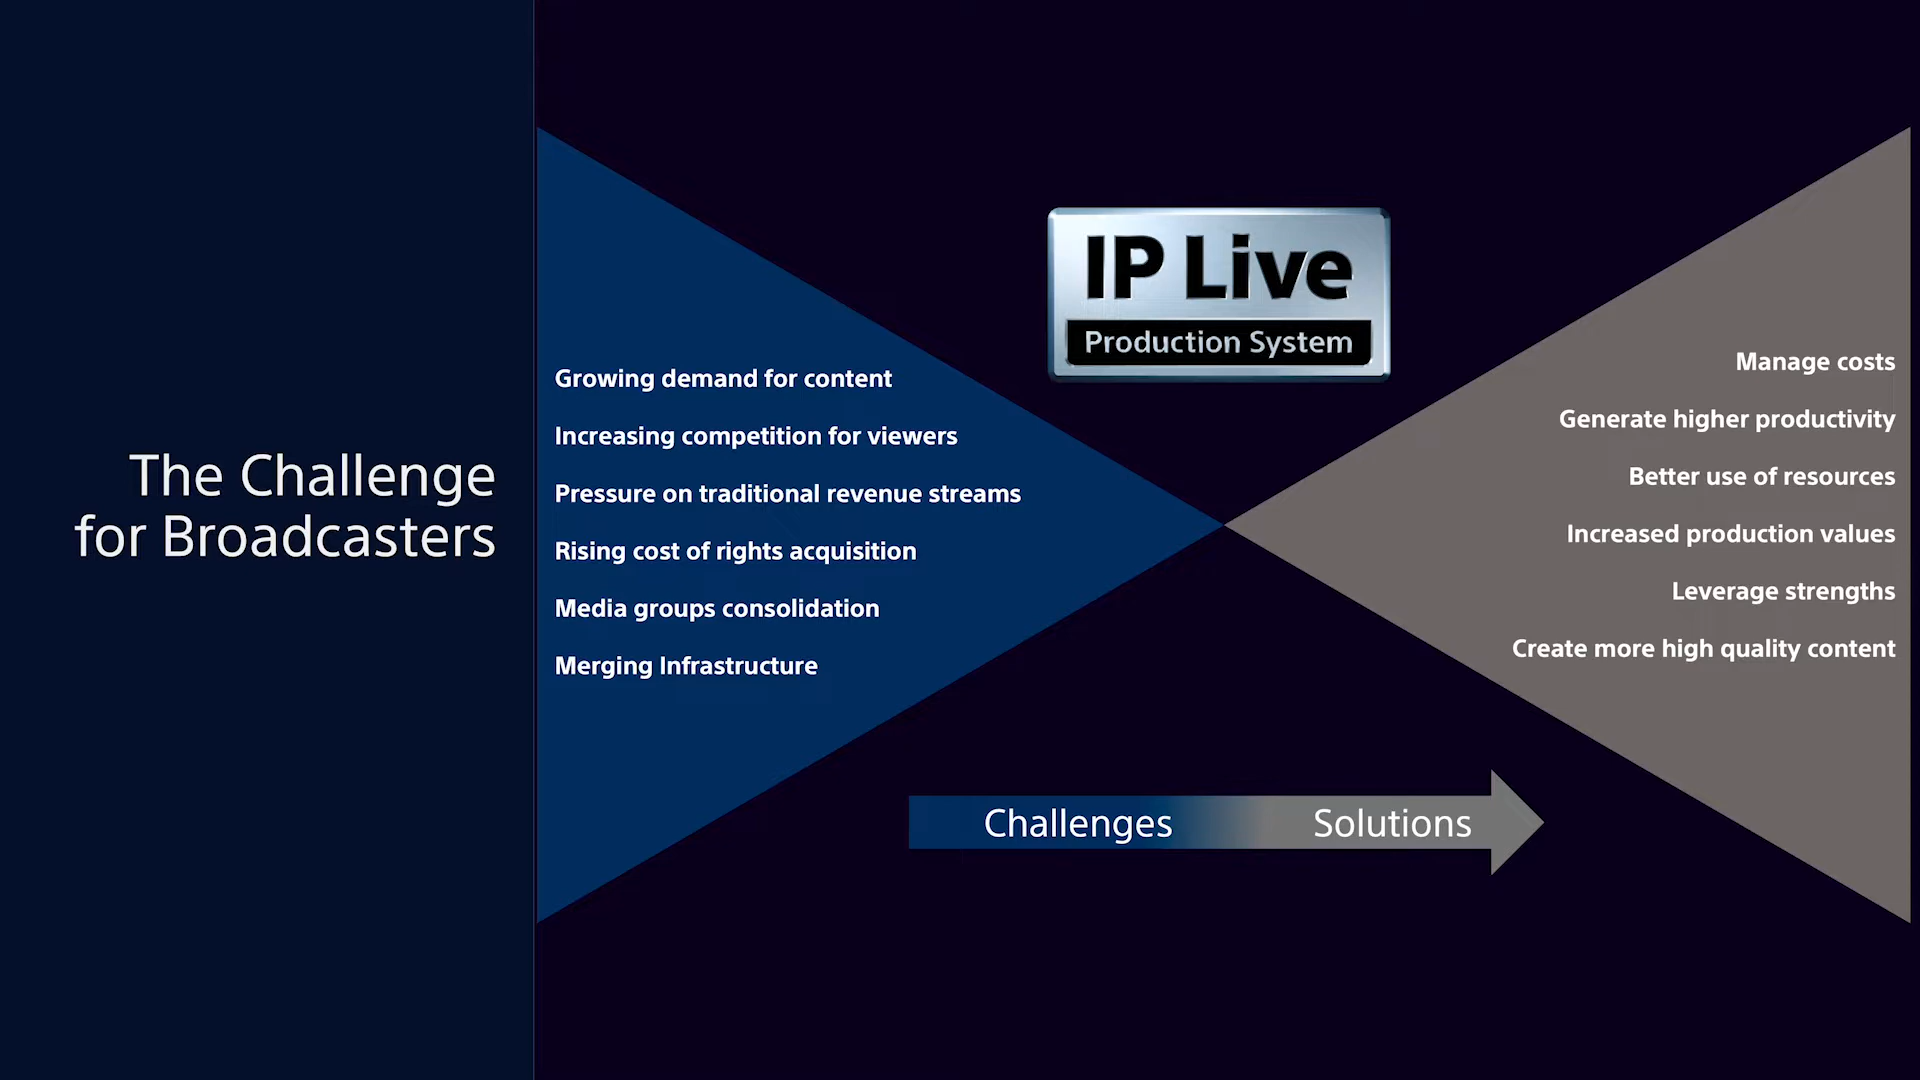 The Challenge
for Broadcasters
Growing demand for content
Increasing competition for viewers
Pressure on traditional revenue streams
Rising cost of rights acquisition
Media groups consolidation
Merging Infrastructure
IP Live
Production System
Manage costs
Generate higher productivity
Better use of resources
Increased production values
Leverage strengths
Create more high quality content
Challenges Solutions